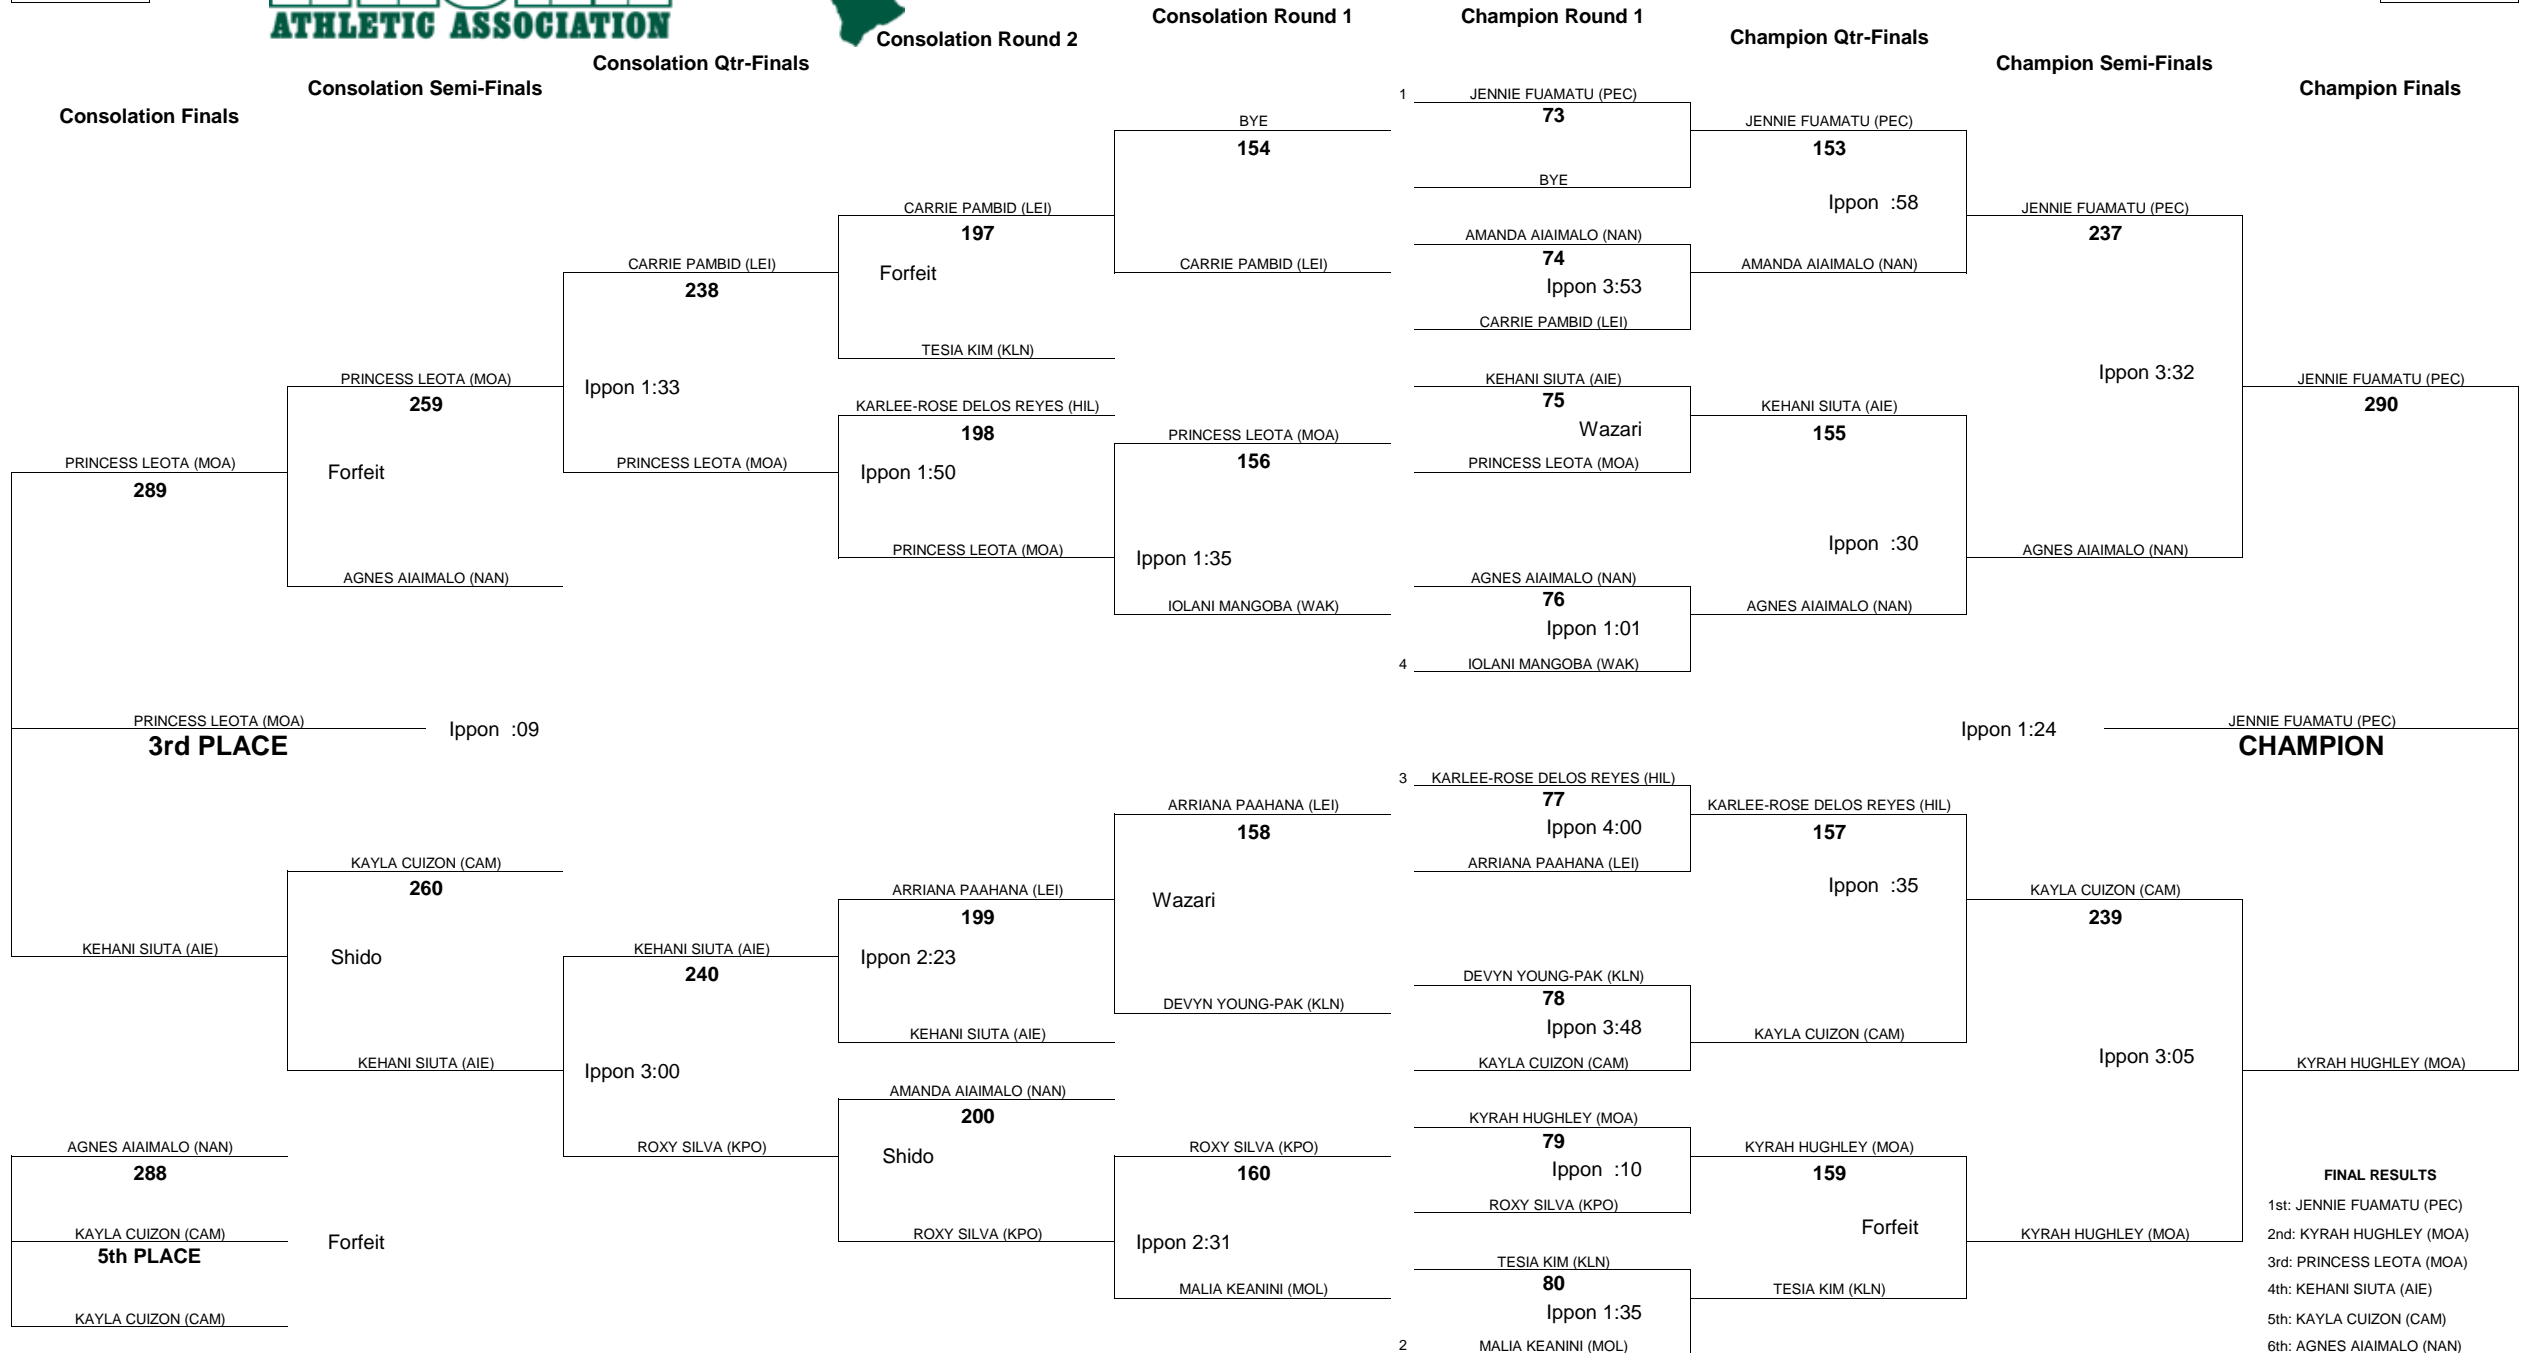 ATHLETIC ASSOCIATION
Consolation Round 1
Champion Round 1
Consolation Round 2
Champion Qtr-Finals
Consolation Qtr-Finals
Champion Semi-Finals
Consolation Semi-Finals
Champion Finals
Consolation Finals
PRINCESS LEOTA (MOA)
289
PRINCESS LEOTA (MOA)
3rd PLACE
Ippon :09
KEHANI SIUTA (AIE)
AGNES AIAIMALO (NAN)
288
KAYLA CUIZON (CAM)
5th PLACE
Forfeit
KAYLA CUIZON (CAM)
PRINCESS LEOTA (MOA)
259
Forfeit
AGNES AIAIMALO (NAN)
KAYLA CUIZON (CAM)
260
Shido
KEHANI SIUTA (AIE)
CARRIE PAMBID (LEI)
238
Ippon 1:33
PRINCESS LEOTA (MOA)
KEHANI SIUTA (AIE)
240
Ippon 3:00
ROXY SILVA (KPO)
CARRIE PAMBID (LEI)
197
Forfeit
TESIA KIM (KLN)
KARLEE-ROSE DELOS REYES (HIL)
198
Ippon 1:50
PRINCESS LEOTA (MOA)
ARRIANA PAAHANA (LEI)
199
Ippon 2:23
KEHANI SIUTA (AIE)
AMANDA AIAIMALO (NAN)
200
Shido
ROXY SILVA (KPO)
BYE
154
CARRIE PAMBID (LEI)
PRINCESS LEOTA (MOA)
156
Ippon 1:35
IOLANI MANGOBA (WAK)
ARRIANA PAAHANA (LEI)
158
Wazari
DEVYN YOUNG-PAK (KLN)
ROXY SILVA (KPO)
160
Ippon 2:31
MALIA KEANINI (MOL)
1 JENNIE FUAMATU (PEC)
73
BYE
AMANDA AIAIMALO (NAN)
74
Ippon 3:53
CARRIE PAMBID (LEI)
KEHANI SIUTA (AIE)
75
Wazari
PRINCESS LEOTA (MOA)
AGNES AIAIMALO (NAN)
76
Ippon 1:01
4 IOLANI MANGOBA (WAK)
3 KARLEE-ROSE DELOS REYES (HIL)
77
Ippon 4:00
ARRIANA PAAHANA (LEI)
DEVYN YOUNG-PAK (KLN)
78
Ippon 3:48
KAYLA CUIZON (CAM)
KYRAH HUGHLEY (MOA)
79
Ippon :10
ROXY SILVA (KPO)
TESIA KIM (KLN)
80
Ippon 1:35
2 MALIA KEANINI (MOL)
JENNIE FUAMATU (PEC)
153
Ippon :58
AMANDA AIAIMALO (NAN)
KEHANI SIUTA (AIE)
155
Ippon :30
AGNES AIAIMALO (NAN)
KARLEE-ROSE DELOS REYES (HIL)
157
Ippon :35
KAYLA CUIZON (CAM)
KYRAH HUGHLEY (MOA)
159
Forfeit
TESIA KIM (KLN)
JENNIE FUAMATU (PEC)
237
Ippon 3:32
AGNES AIAIMALO (NAN)
KAYLA CUIZON (CAM)
239
Ippon 3:05
KYRAH HUGHLEY (MOA)
JENNIE FUAMATU (PEC)
290
Ippon 1:24
JENNIE FUAMATU (PEC)
CHAMPION
KYRAH HUGHLEY (MOA)
FINAL RESULTS
1st: JENNIE FUAMATU (PEC)
2nd: KYRAH HUGHLEY (MOA)
3rd: PRINCESS LEOTA (MOA)
4th: KEHANI SIUTA (AIE)
5th: KAYLA CUIZON (CAM)
6th: AGNES AIAIMALO (NAN)